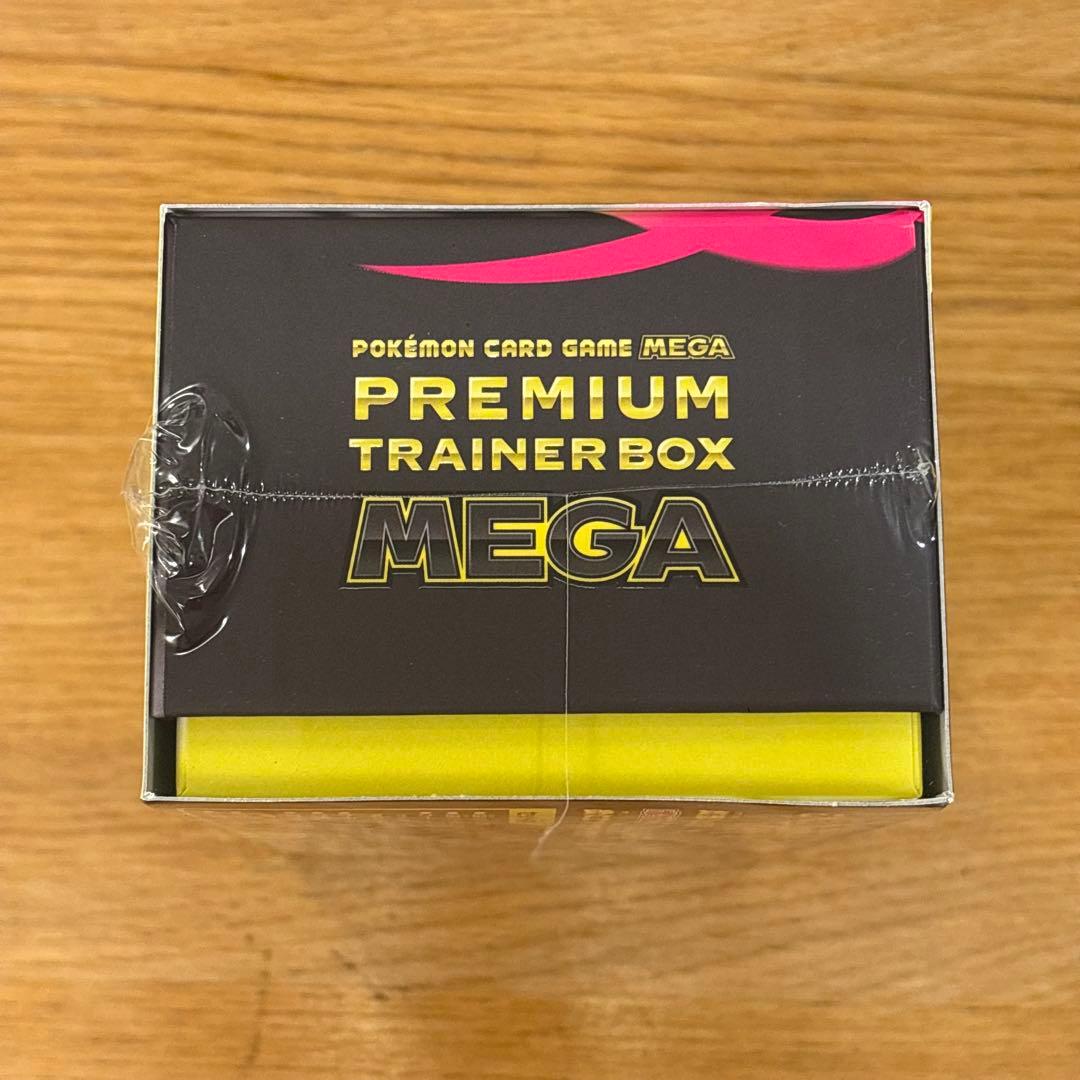 POKÉMON CARD GAME MEGA
PREMIUM
TRAINER BOX
MEGA